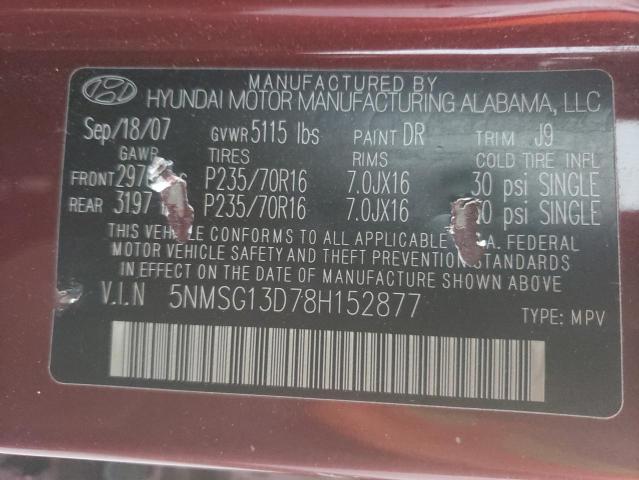 MANUFACTURED BY
HYUNDAI MOTOR MANUFACTURING ALABAMA, LLC
Sep/18/07 GVWR 5115 lbs PAINT DR TRIM J9
GAWR TIRES RIMS COLD TIRE INFL
FRONT P235/70R16 7.0JX16 30 psi SINGLE
REAR 3197 P235/70R16 7.0JX16 psi SINGLE
THIS VEHICLE CONFORMS TO ALL APPLICABLE FEDERAL
MOTOR VEHICLE SAFETY AND THEFT PREVENTION STANDARDS
IN EFFECT ON THE DATE OF MANUFACTURE SHOWN ABOVE
V.I.N 5NMSG13D78H152877 TYPE: MPV